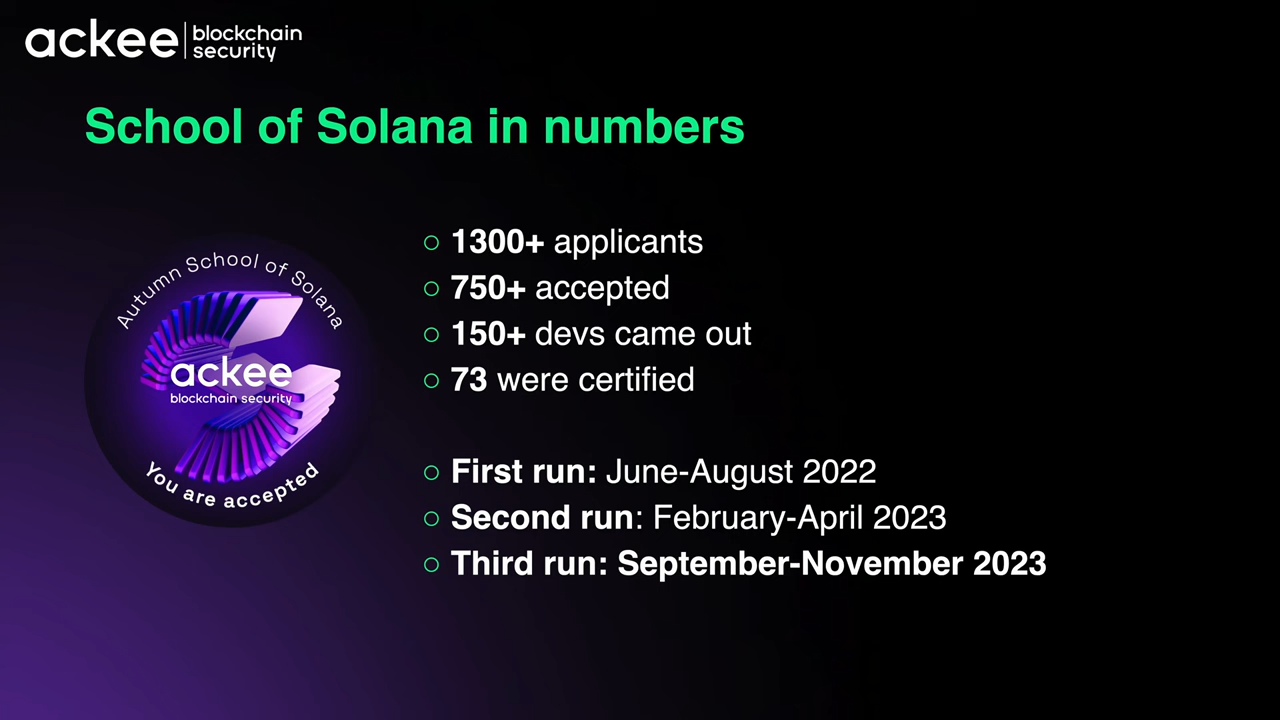 ackee blockchain security
School of Solana in numbers
Autumn School of Solana
ackee
blockchain security
You are accepted
1300+ applicants
750+ accepted
150+ devs came out
73 were certified
First run: June-August 2022
Second run: February-April 2023
Third run: September-November 2023